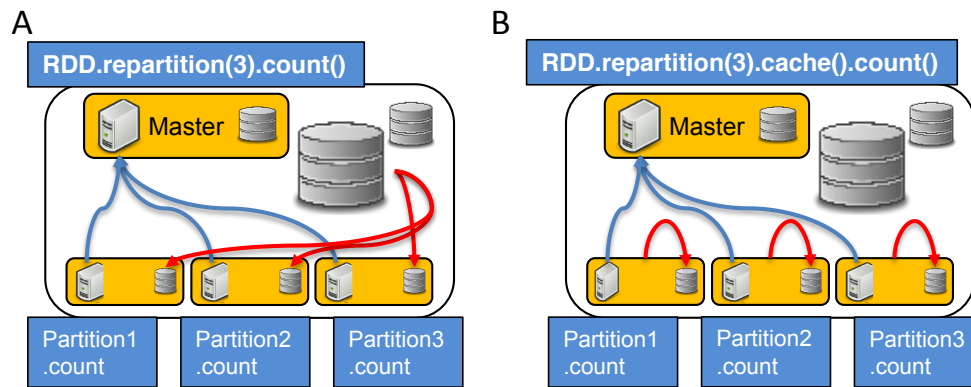 A
RDD.repartition(3).count()
Master
Partition1
.count
Partition2
.count
Partition3
.count
B
RDD.repartition(3).cache().count()
Master
Partition1
.count
Partition2
.count
Partition3
.count